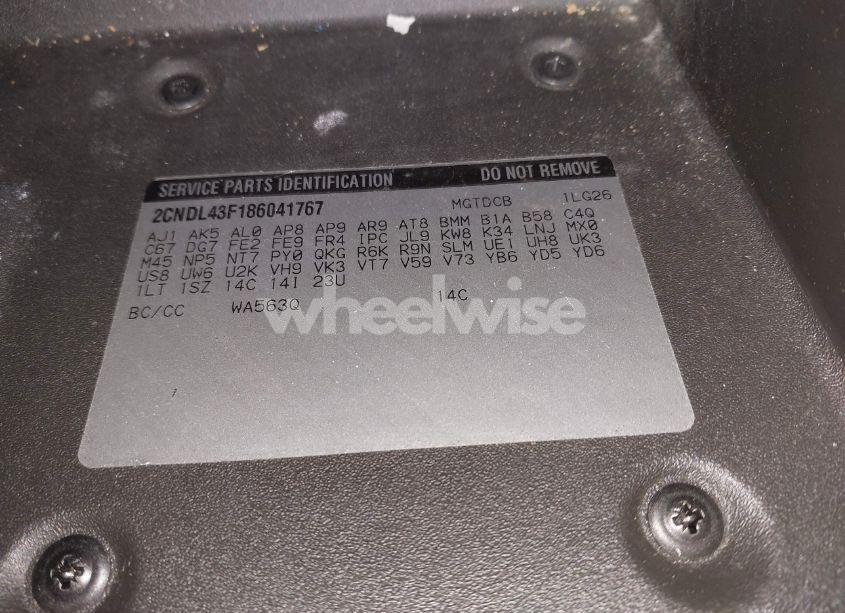 SERVICE PARTS IDENTIFICATION DO NOT REMOVE
2CNDL43F186041767 MGTDCB 1LG26
AJ1 AK5 AL0 AP8 AP9 AR9 AT8 BMM B1A B58 C4Q
C67 DG7 FE2 FE9 FR4 IPC JL9 KW8 K34 LNJ MX0
M45 NP5 NT7 PY0 QKG R6K R9N SLM UE1 UH8 UK3
US8 UW6 U2K VH9 VK3 VT7 V59 V73 YB6 YD5 YD6
1LT 1SZ 14C 14I 23U
BC/CC WA563Q 14C
wheelwise